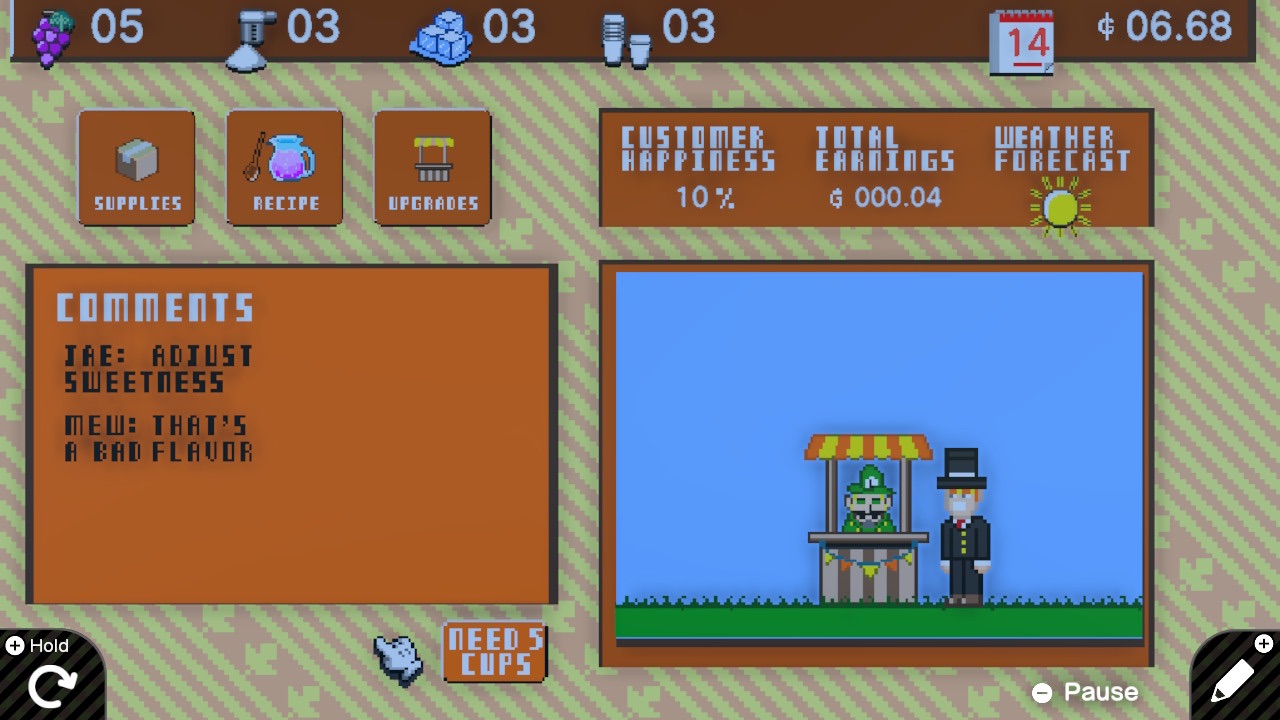 05
03
03
03
14
¢ 06.68
SUPPLIES
RECIPE
UPGRADES
CUSTOMER
HAPPINESS
10 %
TOTAL
EARNINGS
¢ 000.04
WEATHER
FORECAST
COMMENTS
JAE: ADJUST
SWEETNESS
MEW: THAT'S
A BAD FLAVOR
NEED 5
CUPS
+ Hold
L
− Pause
+